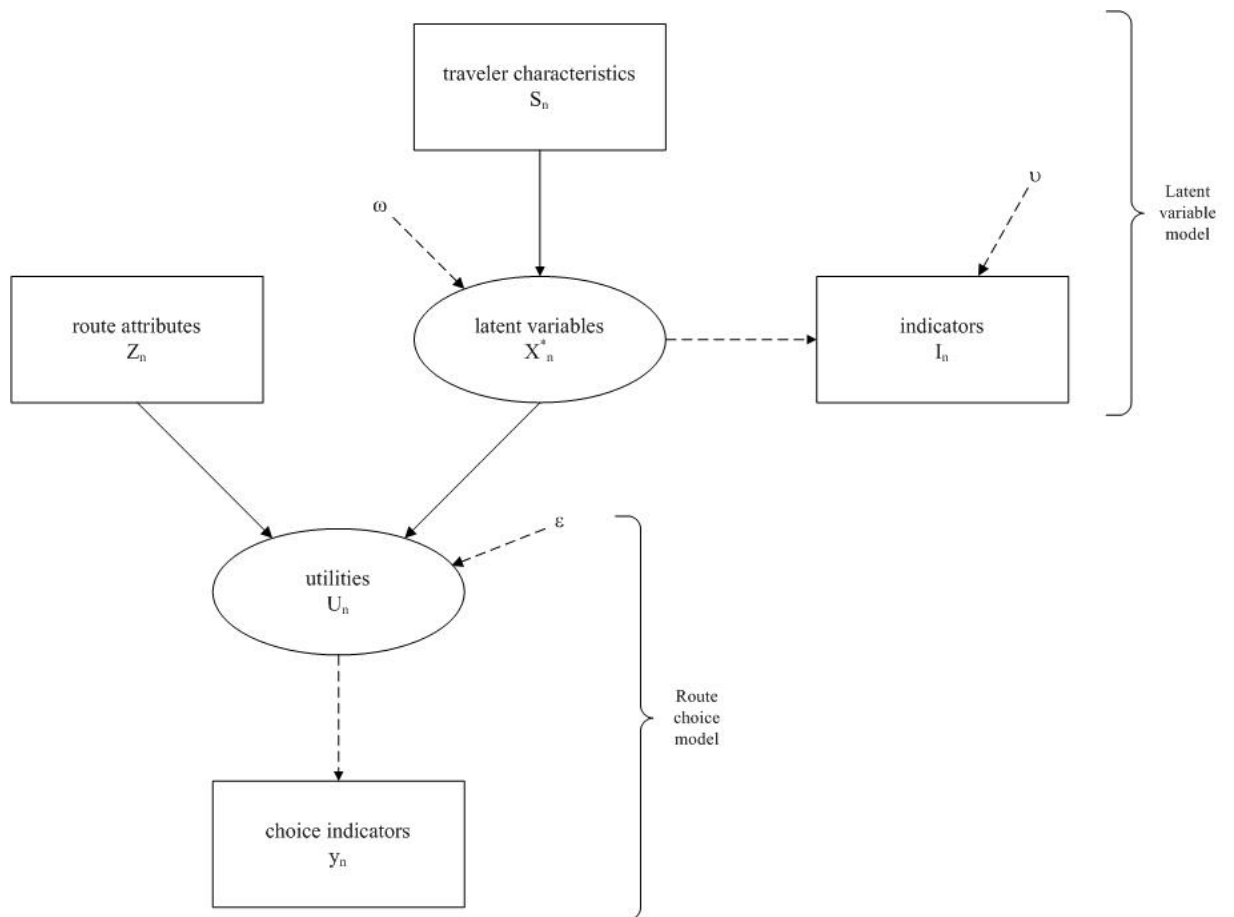 traveler characteristics
Sn
υ
ω
Latent
variable
model
route attributes
Zn
latent variables
X*n
indicators
In
ε
utilities
Un
Route
choice
model
choice indicators
yn